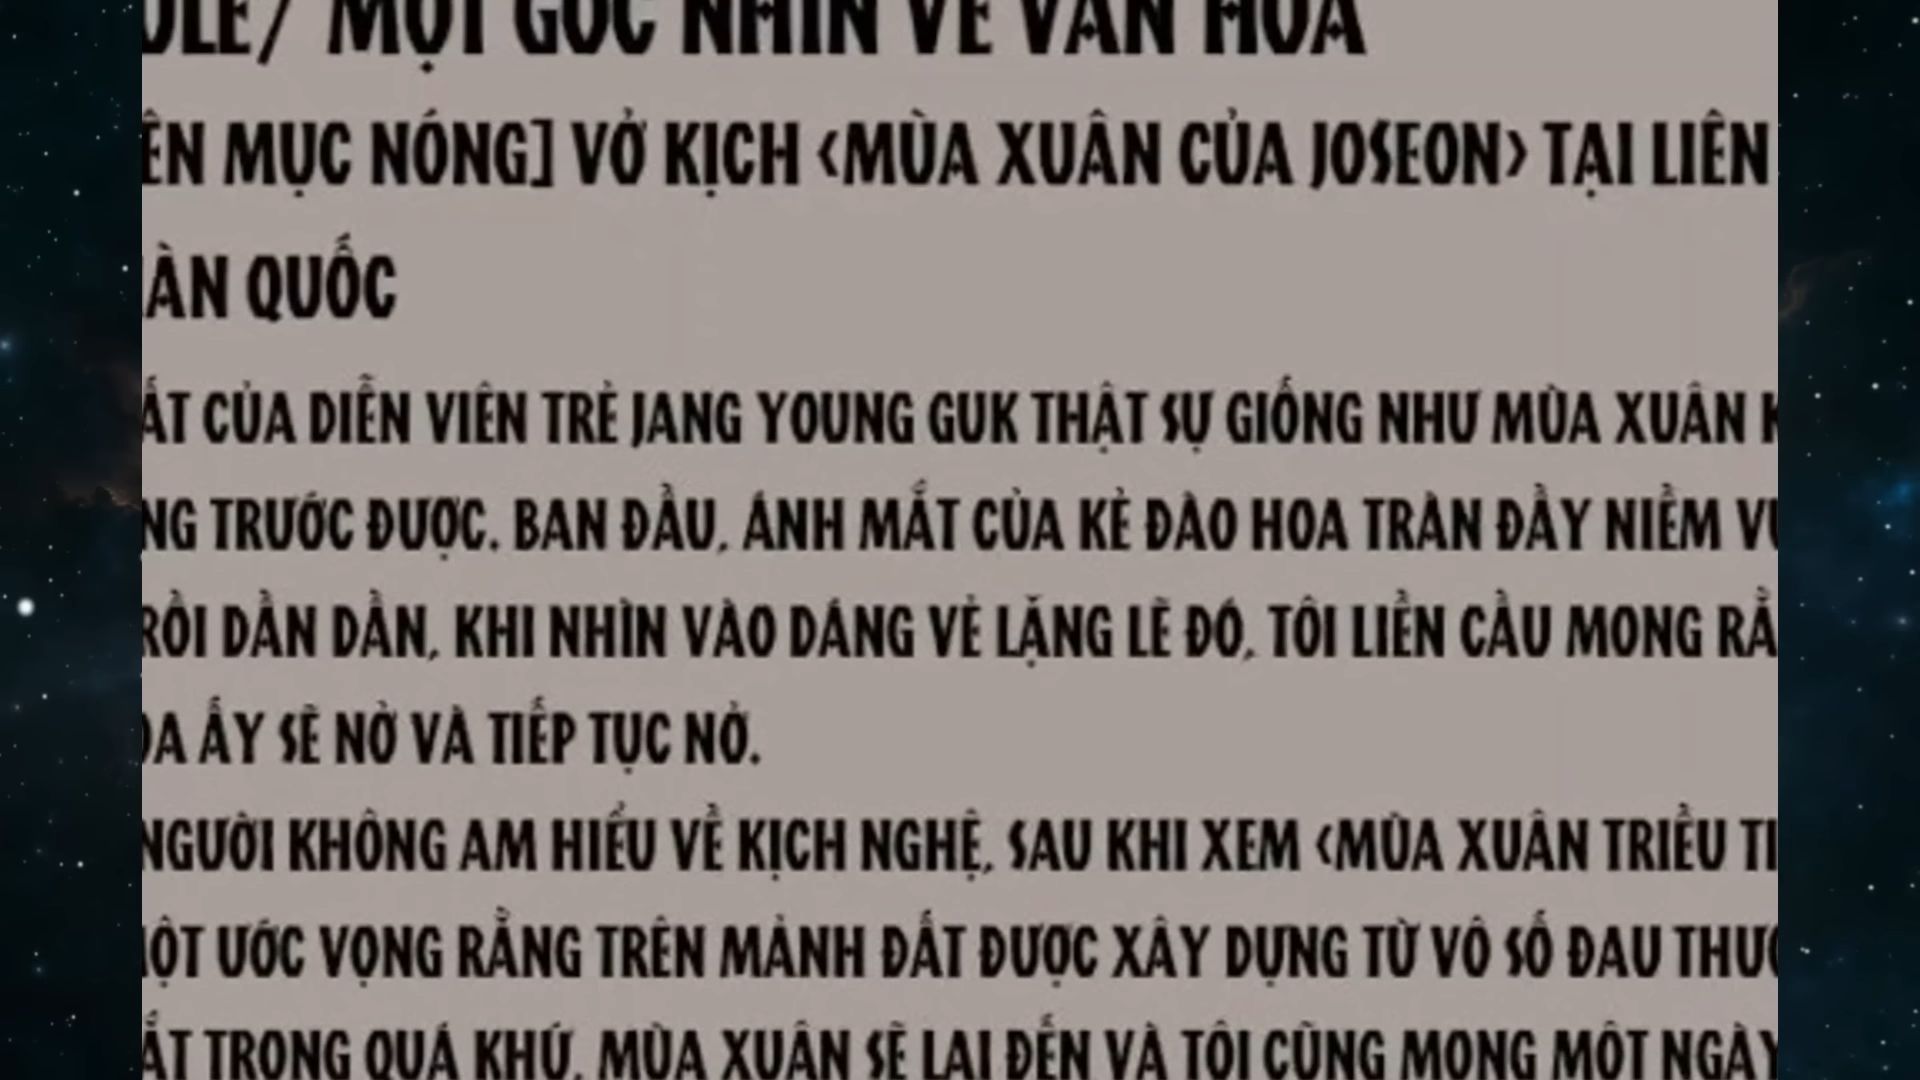 MỘT GÓC NHÌN VỀ VĂN HÓA
MỤC NÓNG] VỞ KỊCH <MÙA XUÂN CỦA JOSEON> TẠI LIÊN
QUỐC
CỦA DIỄN VIÊN TRẺ JANG YOUNG GUK THẬT SỰ GIỐNG NHƯ MÙA XUÂN
TRƯỚC ĐƯỢC. BAN ĐẦU, ÁNH MẮT CỦA KẺ ĐÀO HOA TRÀN ĐẦY NIỀM
RỒI DẦN DẦN, KHI NHÌN VÀO DÁNG VẺ LẶNG LẼ ĐÓ, TÔI LIỀN CẦU MONG
ẤY SẼ NỞ VÀ TIẾP TỤC NỞ.
NGƯỜI KHÔNG AM HIỂU VỀ KỊCH NGHỆ, SAU KHI XEM <MÙA XUÂN TRIỀU
ƯỚC VỌNG RẰNG TRÊN MẢNH ĐẤT ĐƯỢC XÂY DỰNG TỪ VÔ SỐ ĐAU
TRONG QUÁ KHỨ, MÙA XUÂN SẼ LẠI ĐẾN VÀ TÔI CŨNG MONG MỘT NGÀY